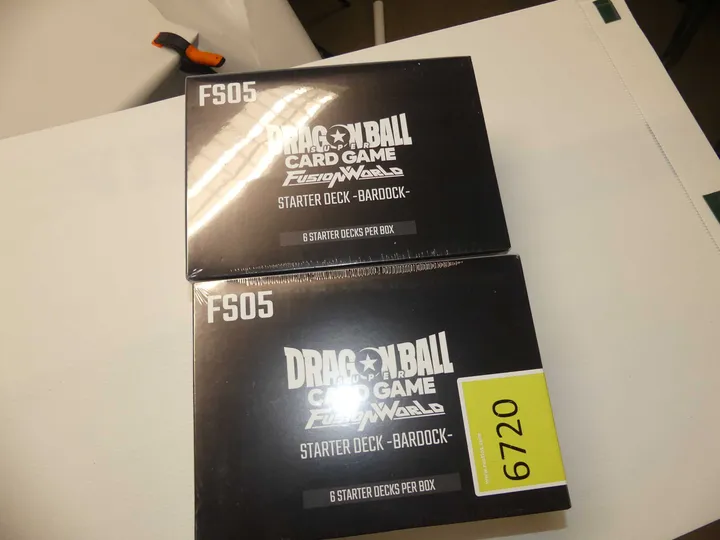 FS05
DRAGON BALL
SUPER
CARD GAME
FUSION WORLD
STARTER DECK -BARDOCK-
6 STARTER DECKS PER BOX
FS05
DRAGON BALL
SUPER
CARD GAME
FUSION WORLD
STARTER DECK -BARDOCK-
6 STARTER DECKS PER BOX
6720